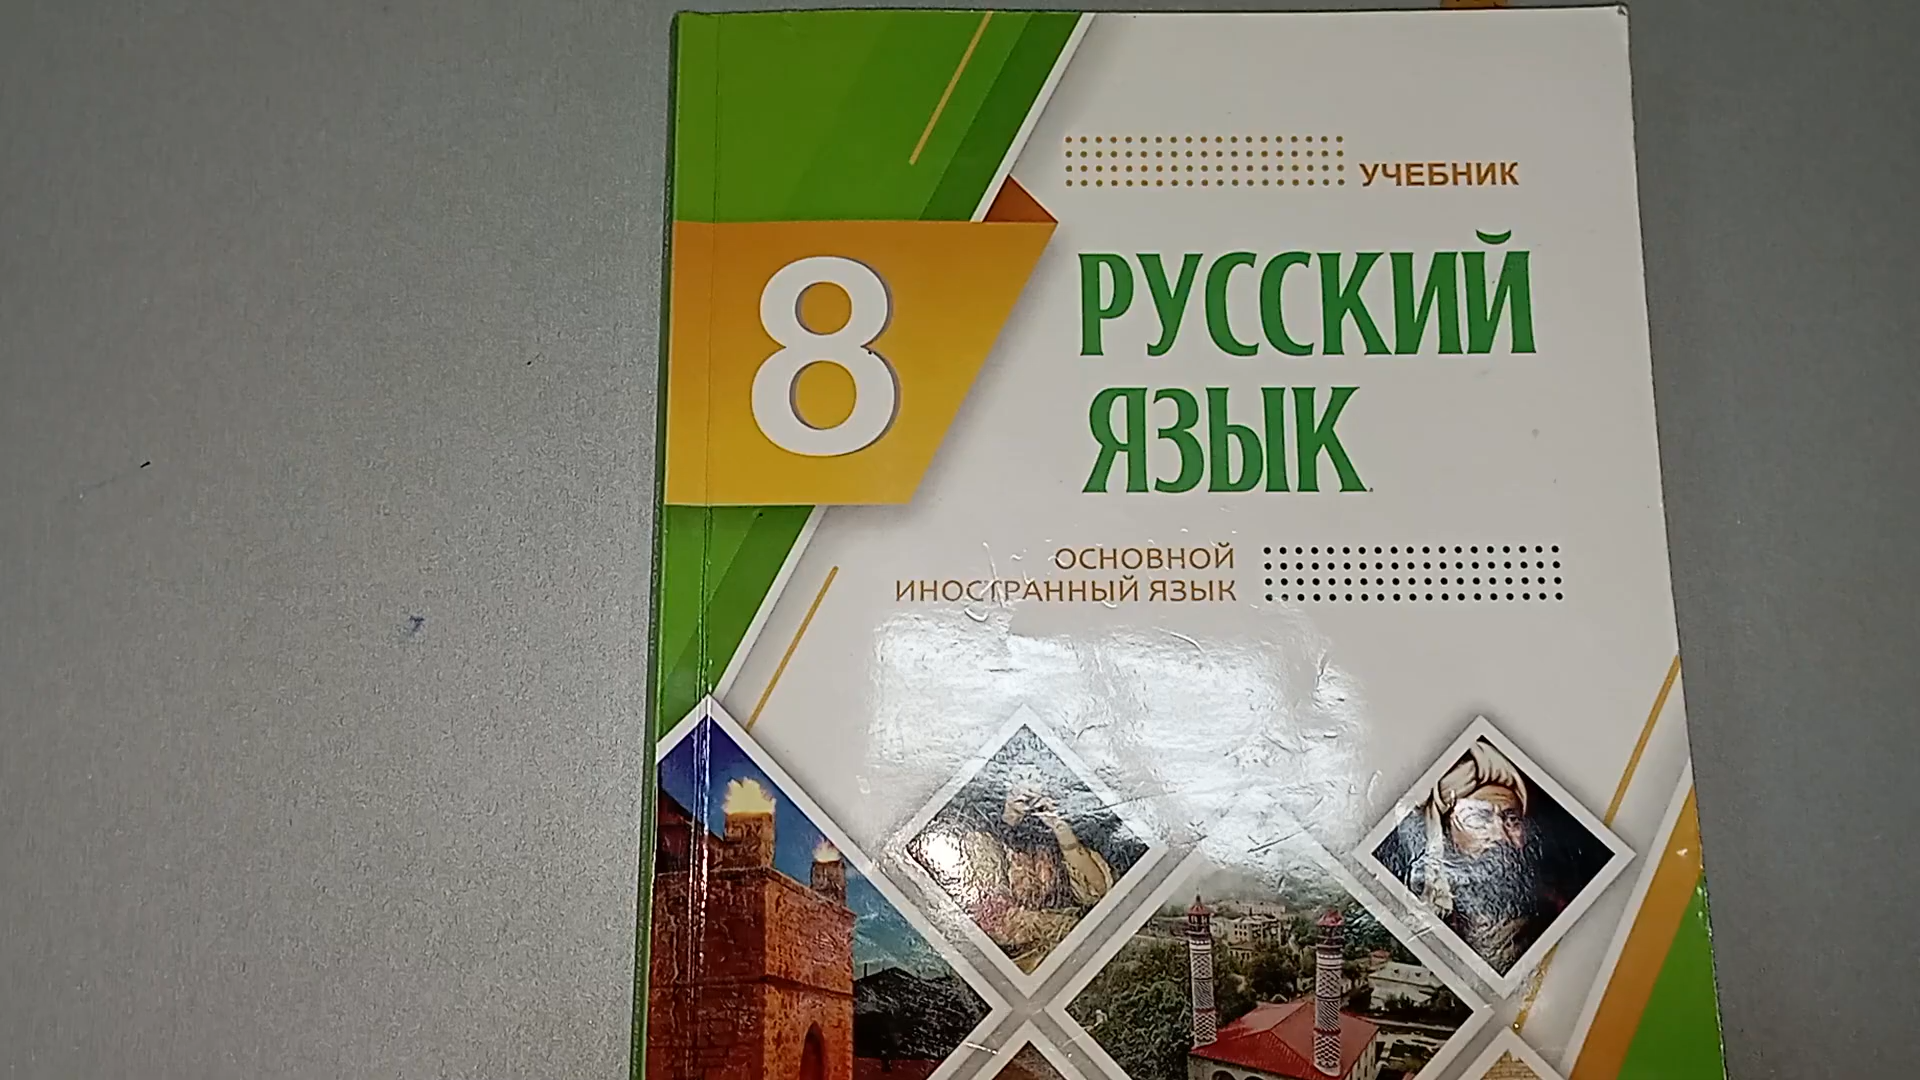 УЧЕБНИК
8
РУССКИЙ
ЯЗЫК
ОСНОВНОЙ
ИНОСТРАННЫЙ ЯЗЫК